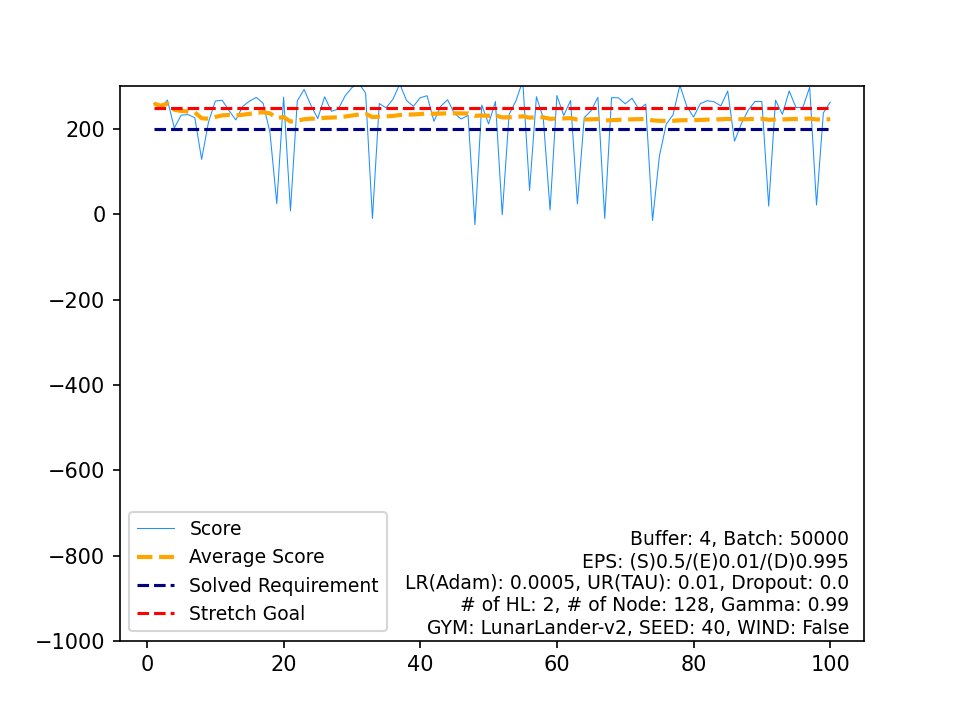 200
0
−200
−400
−600
−800
−1000
0
20
40
60
80
100
Score
Average Score
Solved Requirement
Stretch Goal
Buffer: 4, Batch: 50000
EPS: (S)0.5/(E)0.01/(D)0.995
LR(Adam): 0.0005, UR(TAU): 0.01, Dropout: 0.0
# of HL: 2, # of Node: 128, Gamma: 0.99
GYM: LunarLander-v2, SEED: 40, WIND: False